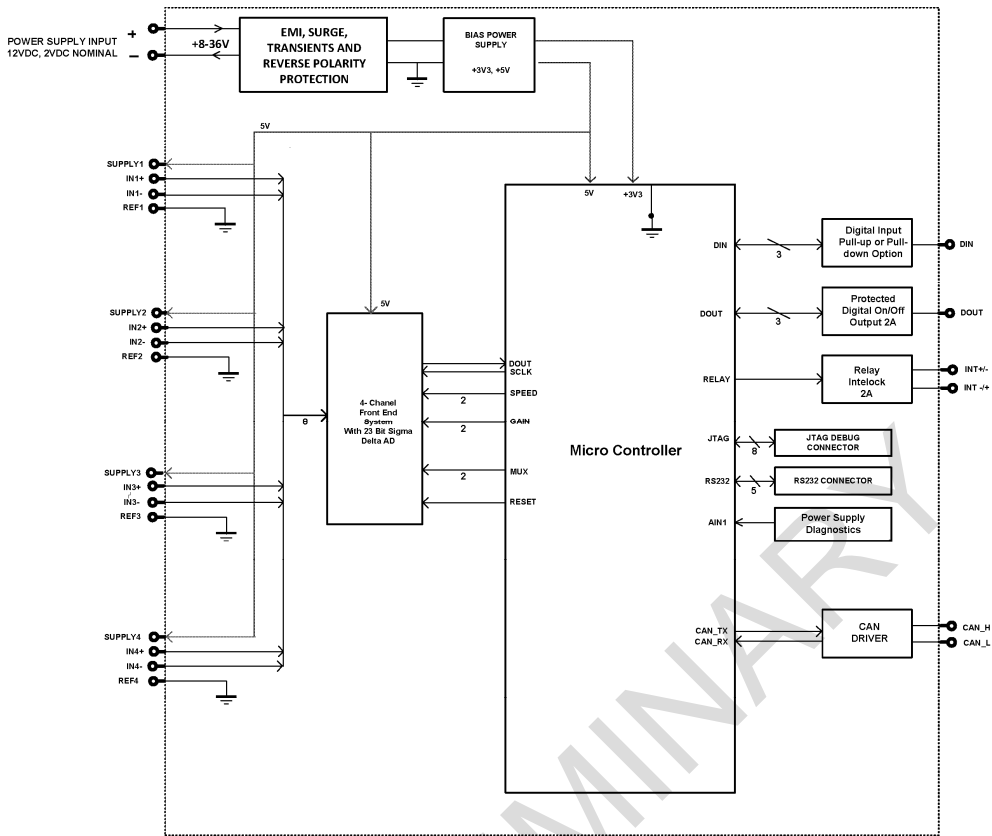 POWER SUPPLY INPUT
12VDC, 2VDC NOMINAL
+
–
+8-36V
EMI, SURGE,
TRANSIENTS AND
REVERSE POLARITY
PROTECTION
BIAS POWER
SUPPLY
+3V3, +5V
5V
SUPPLY1
IN1+
IN1-
REF1
SUPPLY2
IN2+
IN2-
REF2
SUPPLY3
IN3+
IN3-
REF3
SUPPLY4
IN4+
IN4-
REF4
8
5V
4- Chanel
Front End
System
With 23 Bit Sigma
Delta AD
2
2
2
5V
+3V3
DOUT
SCLK
SPEED
GAIN
MUX
RESET
Micro Controller
DIN
DOUT
RELAY
JTAG
RS232
AIN1
CAN_TX
CAN_RX
3
3
8
5
Digital Input
Pull-up or Pull-
down Option
DIN
Protected
Digital On/Off
Output 2A
DOUT
Relay
Intelock
2A
INT+/-
INT -/+
JTAG DEBUG
CONNECTOR
RS232 CONNECTOR
Power Supply
Diagnostics
CAN
DRIVER
CAN_H
CAN_L
MINARY